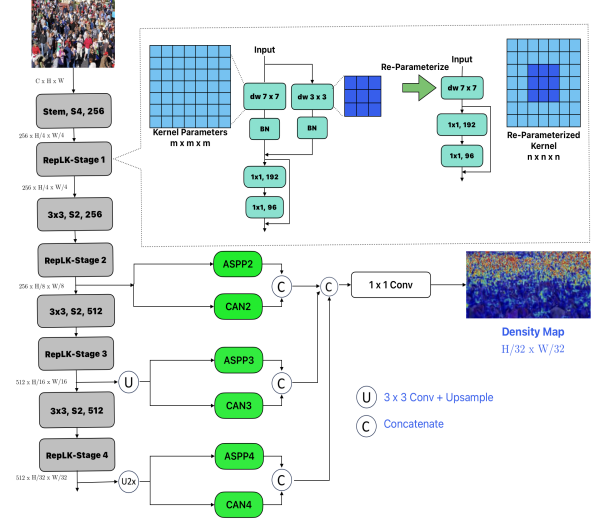 C x H x W
Stem, S4, 256
256 x H/4 x W/4
RepLK-Stage 1
256 x H/4 x W/4
3x3, S2, 256
RepLK-Stage 2
256 x H/8 x W/8
3x3, S2, 512
RepLK-Stage 3
512 x H/16 x W/16
3x3, S2, 512
RepLK-Stage 4
512 x H/32 x W/32
Kernel Parameters
m x m x m
Input
dw 7 x 7
dw 3 x 3
BN
BN
1x1, 192
1x1, 96
Re-Parameterize
Input
dw 7 x 7
1x1, 192
1x1, 96
Re-Parameterized
Kernel
n x n x n
ASPP2
CAN2
C
C
1 x 1 Conv
Density Map
H/32 x W/32
U
ASPP3
CAN3
C
U2x
ASPP4
CAN4
C
U 3 x 3 Conv + Upsample
C Concatenate